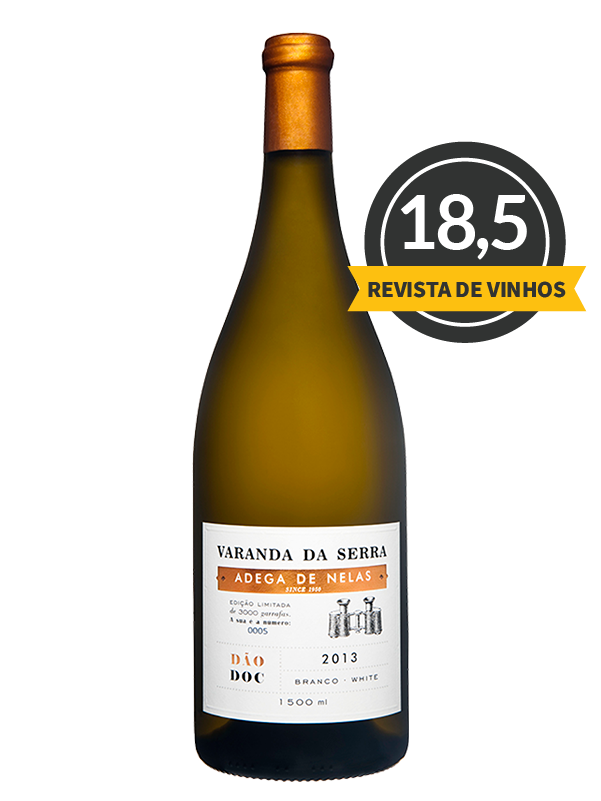 18,5
REVISTA DE VINHOS
VARANDA DA SERRA
ADEGA DE NELAS
SINCE 1900
EDIÇÃO LIMITADA
de 3000 garrafas.
A sua é a número:
0005
DÃO
DOC
2013
BRANCO · WHITE
1500 ml